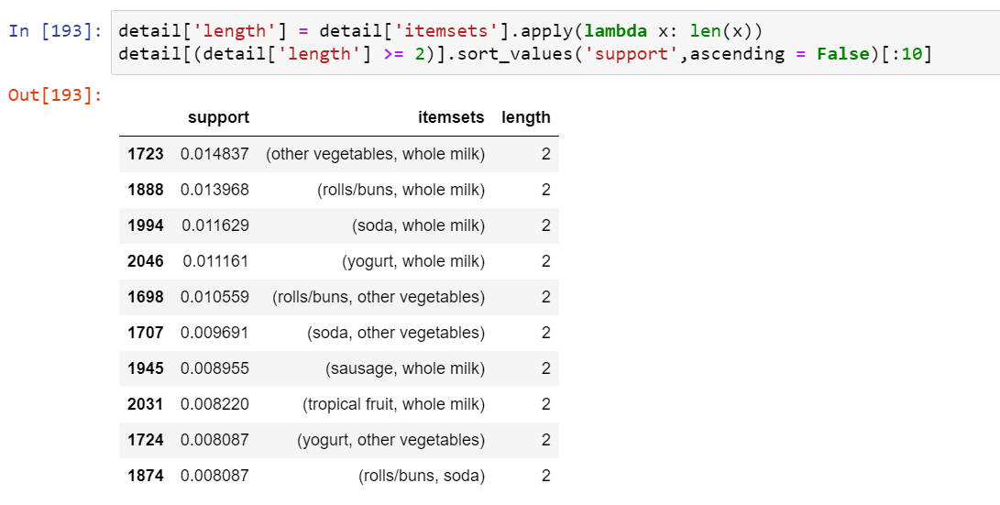 In [193]: detail['length'] = detail['itemsets'].apply(lambda x: len(x))
detail[(detail['length'] >= 2)].sort_values('support',ascending = False)[:10]
Out[193]:
support itemsets length
1723 0.014837 (other vegetables, whole milk) 2
1888 0.013968 (rolls/buns, whole milk) 2
1994 0.011629 (soda, whole milk) 2
2046 0.011161 (yogurt, whole milk) 2
1698 0.010559 (rolls/buns, other vegetables) 2
1707 0.009691 (soda, other vegetables) 2
1945 0.008955 (sausage, whole milk) 2
2031 0.008220 (tropical fruit, whole milk) 2
1724 0.008087 (yogurt, other vegetables) 2
1874 0.008087 (rolls/buns, soda) 2